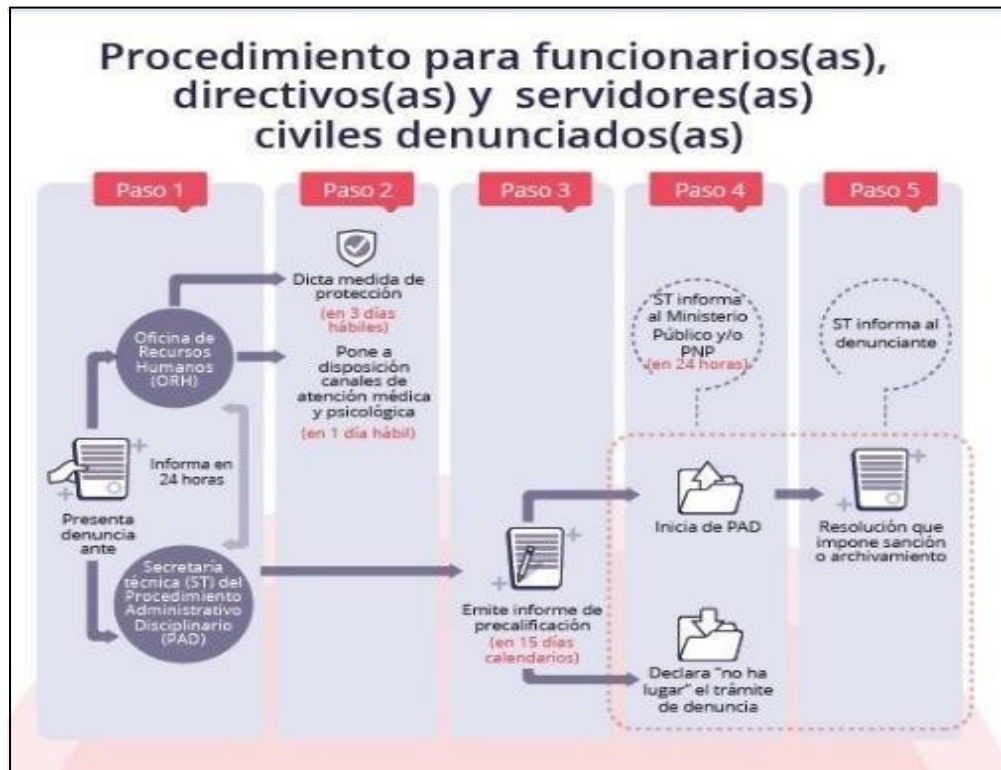 Procedimiento para funcionarios(as),
directivos(as) y servidores(as)
civiles denunciados(as)
Paso 1
Oficina de
Recursos
Humanos
(ORH)
Informa en
24 horas
Presenta
denuncia
ante
Secretaria
técnica (ST) del
Procedimiento
Administrativo
Disciplinario
(PAD)
Paso 2
Dicta medida de
protección
(en 3 días
hábiles)
Pone a
disposición
canales de
atención médica
y psicológica
(en 1 día hábil)
Paso 3
Emite informe de
precalificación
(en 15 días
calendarios)
Paso 4
ST informa
al Ministerio
Público y/o
PNP
(en 24 horas)
Inicia de PAD
Declara "no ha
lugar" el trámite
de denuncia
Paso 5
ST informa al
denunciante
Resolución que
impone sanción
o archivamiento